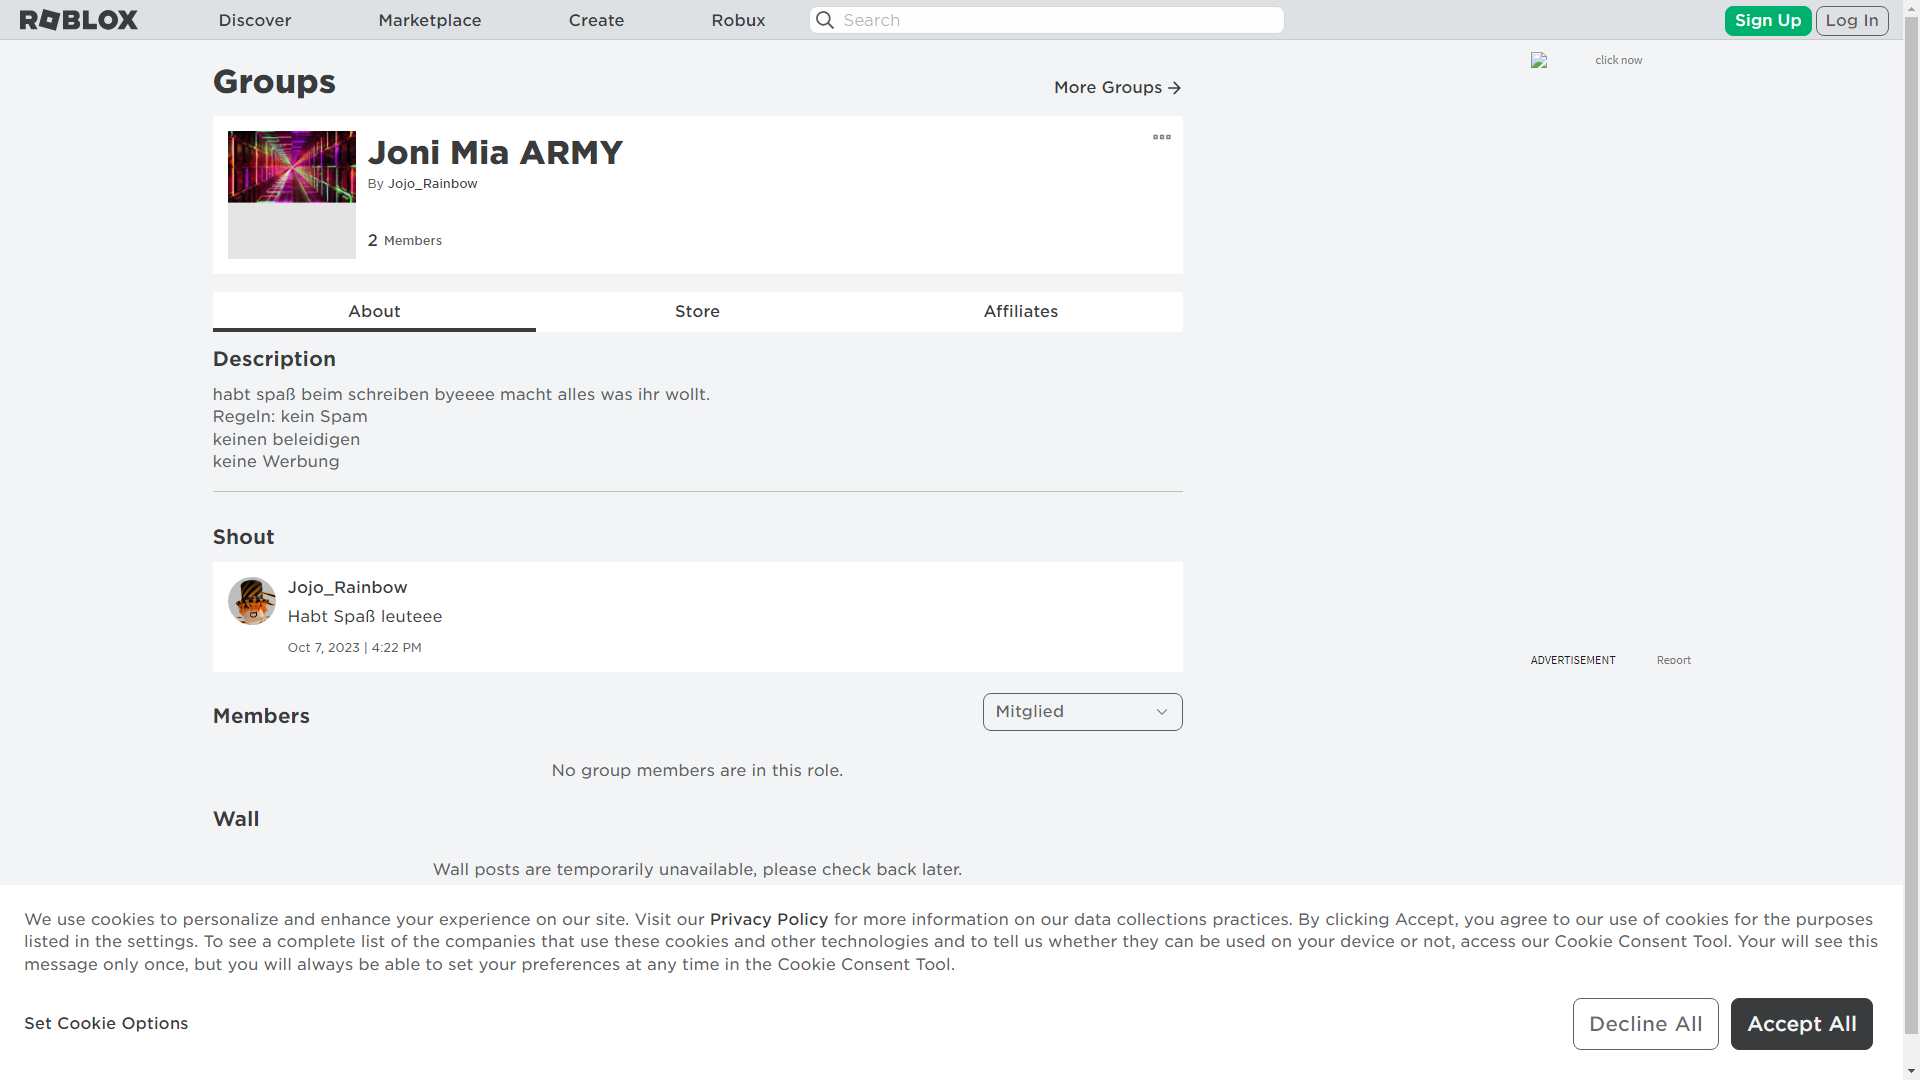 ROBLOX
Discover
Marketplace
Create
Robux
Search
Sign Up
Log In
click now
Groups
More Groups
Joni Mia ARMY
By Jojo_Rainbow
2 Members
About
Store
Affiliates
Description
habt spaß beim schreiben byeeee macht alles was ihr wollt.
Regeln: kein Spam
keinen beleidigen
keine Werbung
Shout
Jojo_Rainbow
Habt Spaß leuteee
Oct 7, 2023 | 4:22 PM
ADVERTISEMENT
Report
Members
Mitglied
No group members are in this role.
Wall
Wall posts are temporarily unavailable, please check back later.
We use cookies to personalize and enhance your experience on our site. Visit our Privacy Policy for more information on our data collections practices. By clicking Accept, you agree to our use of cookies for the purposes
listed in the settings. To see a complete list of the companies that use these cookies and other technologies and to tell us whether they can be used on your device or not, access our Cookie Consent Tool. Your will see this
message only once, but you will always be able to set your preferences at any time in the Cookie Consent Tool.
Set Cookie Options
Decline All
Accept All